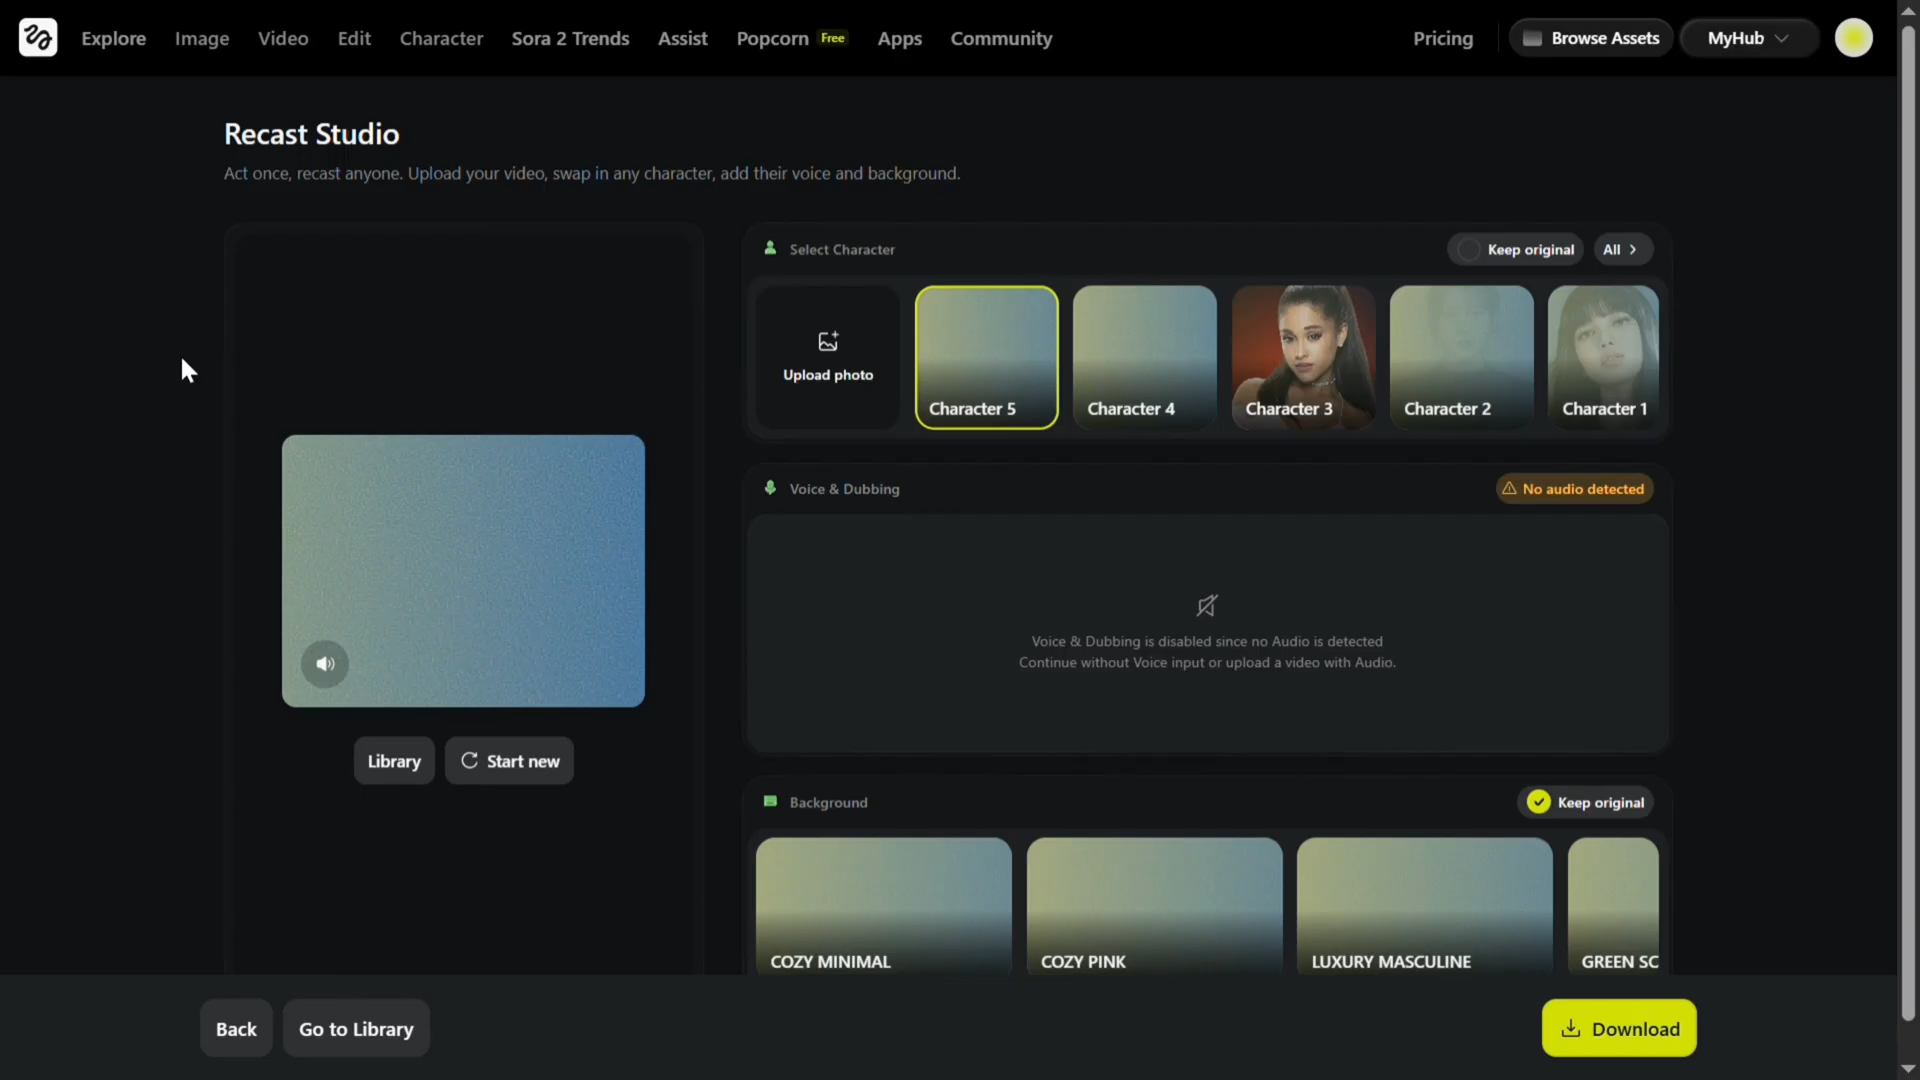 Explore
Image
Video
Edit
Character
Sora 2 Trends
Assist
Popcorn Free
Apps
Community
Pricing
Browse Assets
MyHub
Recast Studio
Act once, recast anyone. Upload your video, swap in any character, add their voice and background.
Select Character
Keep original
All
Upload photo
Character 5
Character 4
Character 3
Character 2
Character 1
Voice & Dubbing
No audio detected
Voice & Dubbing is disabled since no Audio is detected
Continue without Voice input or upload a video with Audio.
Library
Start new
Background
Keep original
COZY MINIMAL
COZY PINK
LUXURY MASCULINE
GREEN SC
Back
Go to Library
Download